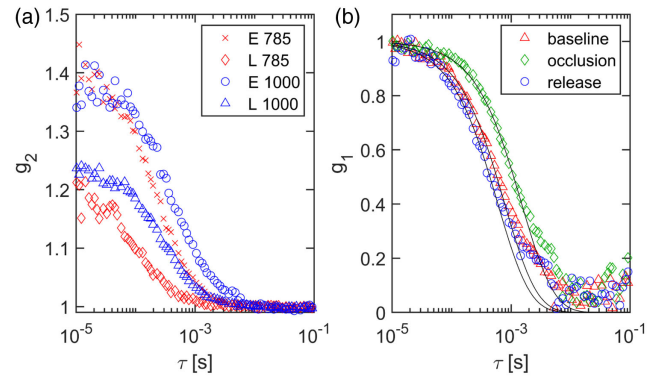 (a)
1.5
1.4
1.3
1.2
1.1
1
g2
10-5
10-3
10-1
τ [s]
E 785
L 785
E 1000
L 1000
(b)
1
0.8
0.6
0.4
0.2
0
g1
10-5
10-3
10-1
τ [s]
baseline
occlusion
release